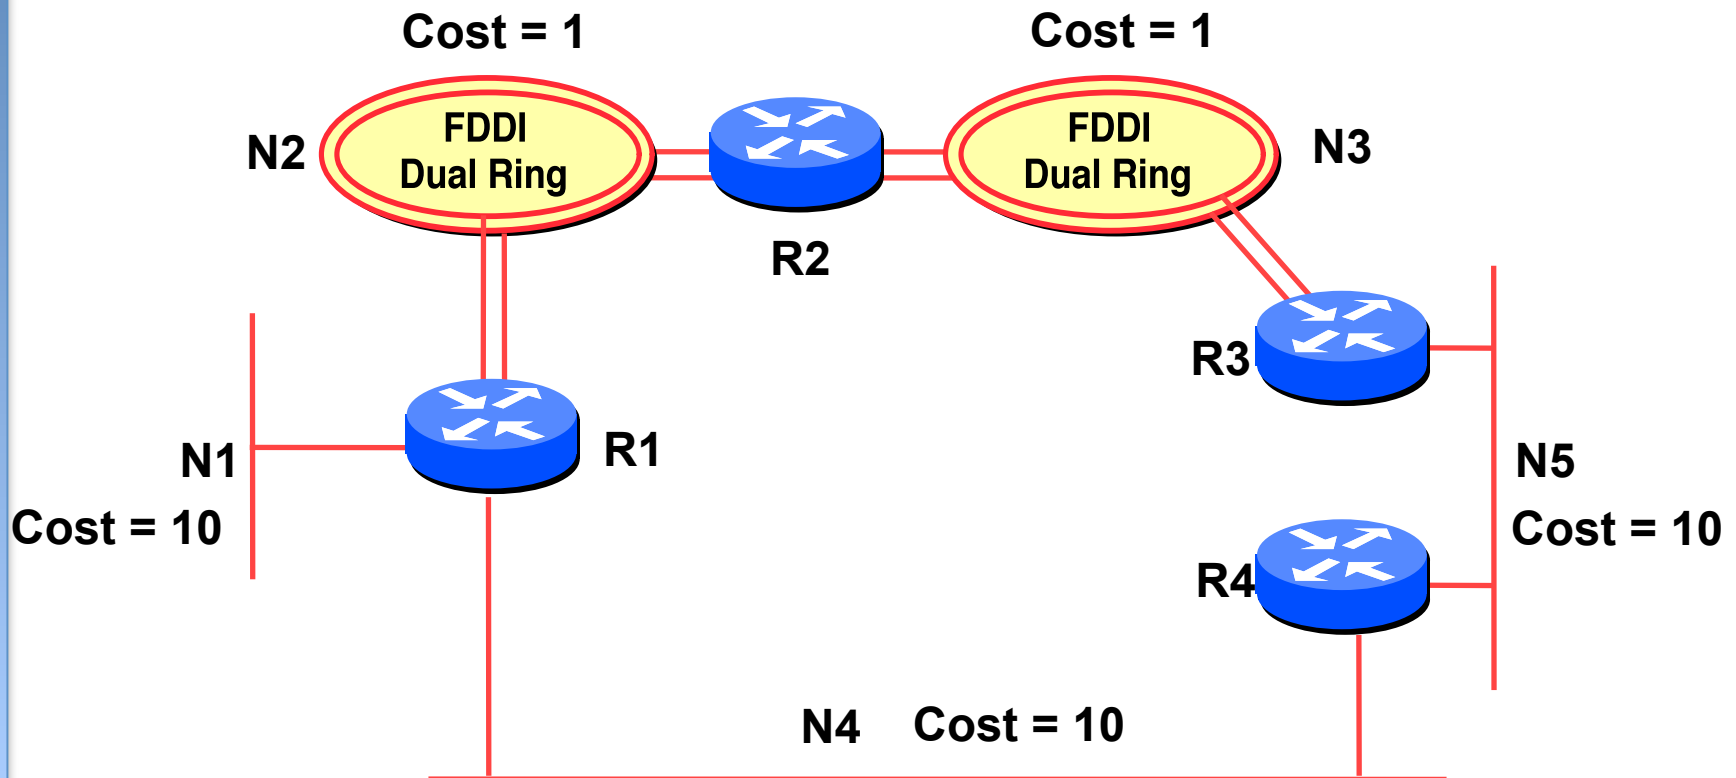 Cost = 1
Cost = 1
FDDI
Dual Ring
FDDI
Dual Ring
N2
N3
R2
R3
R1
N1
Cost = 10
N5
Cost = 10
R4
N4 Cost = 10